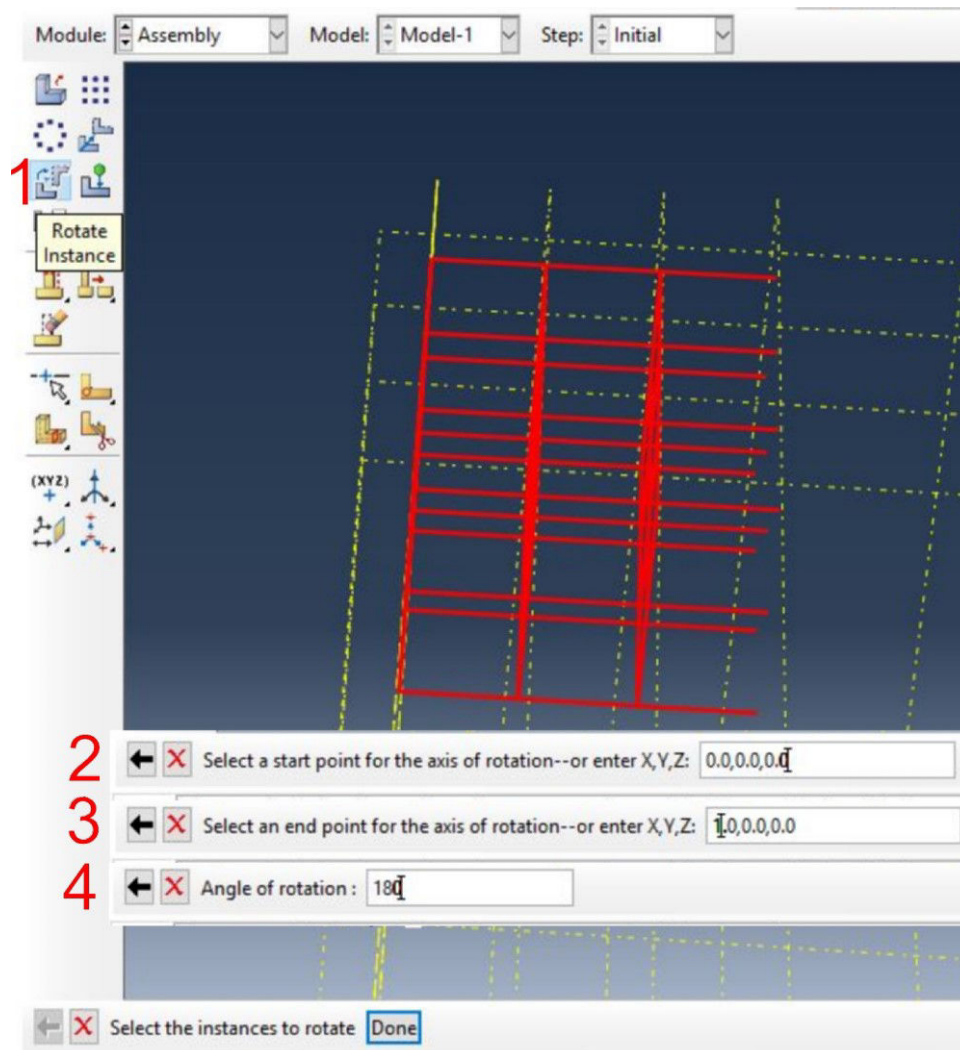 Module: Assembly Model: Model-1 Step: Initial
1
Rotate
Instance
(XYZ)
2 Select a start point for the axis of rotation--or enter X,Y,Z: 0.0,0.0,0.0
3 Select an end point for the axis of rotation--or enter X,Y,Z: 1.0,0.0,0.0
4 Angle of rotation : 180
Select the instances to rotate Done